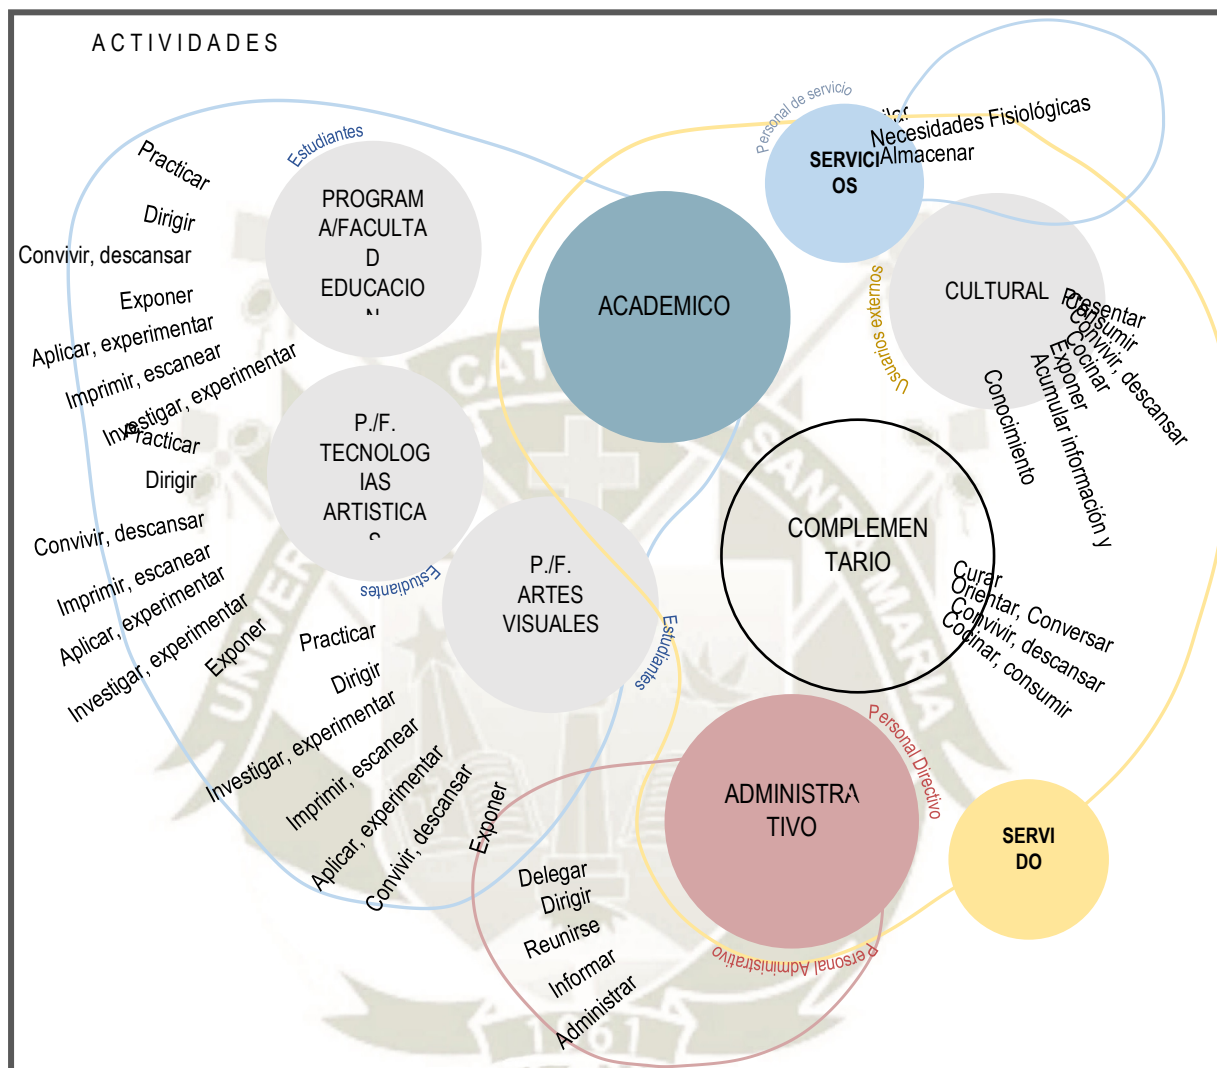 ACTIVIDADES
Estudiantes
PROGRAM
A/FACULTA
D
EDUCACIO
N
Practicar
Dirigir
Convivir, descansar
Exponer
Aplicar, experimentar
Imprimir, escanear
Investigar, experimentar
P./F.
TECNOLOG
IAS
ARTISTICA
S
Estudiantes
Practicar
Dirigir
Convivir, descansar
Imprimir, escanear
Aplicar, experimentar
Investigar, experimentar
Exponer
P./F.
ARTES
VISUALES
Estudiantes
Practicar
Dirigir
Investigar, experimentar
Imprimir, escanear
Aplicar, experimentar
Convivir, descansar
Exponer
ACADEMICO
Personal de servicio
SERVICI
OS
Necesidades Fisiológicas
Almacenar
Usuarios externos
CULTURAL
Presentar
Consumir
Convivir, descansar
Cocinar
Exponer
Acumular información y
Conocimiento
COMPLEMEN
TARIO
Curar
Orientar, Conversar
Convivir, descansar
Cocinar, consumir
Personal Directivo
ADMINISTRA
TIVO
Personal Administrativo
Delegar
Dirigir
Reunirse
Informar
Administrar
SERVI
DO
1961